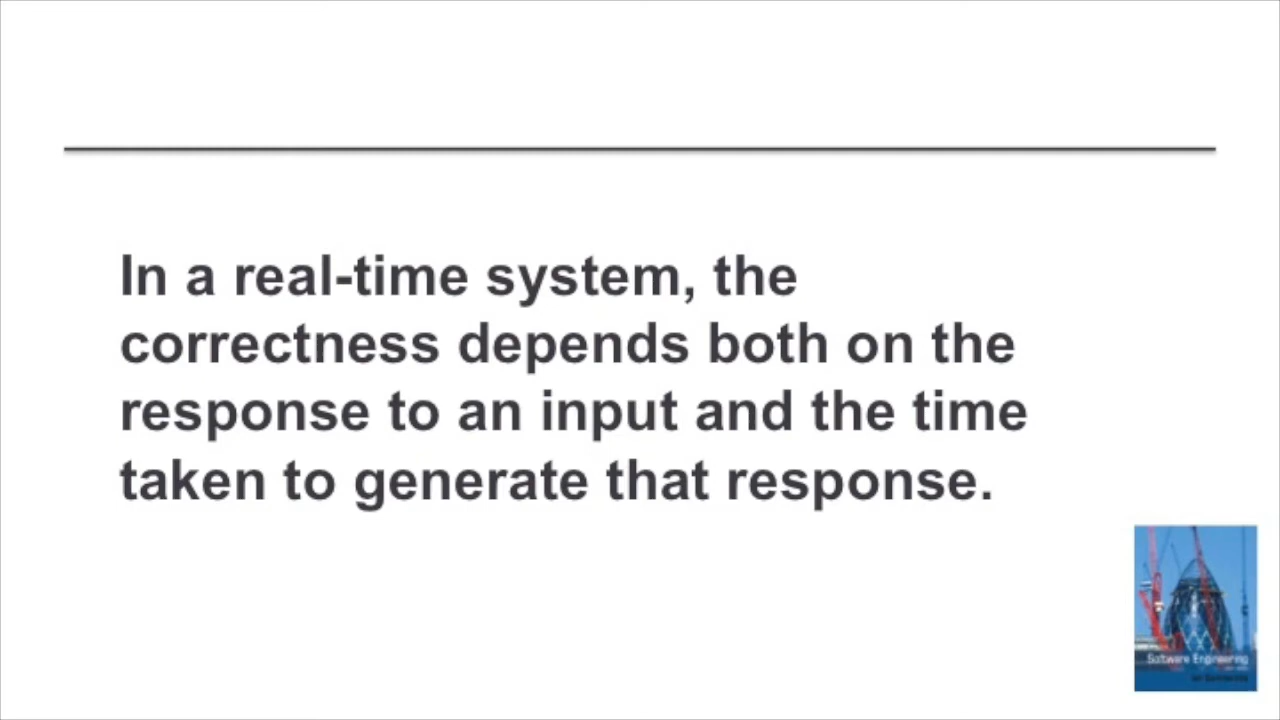 In a real-time system, the
correctness depends both on the
response to an input and the time
taken to generate that response.
Software Engineering